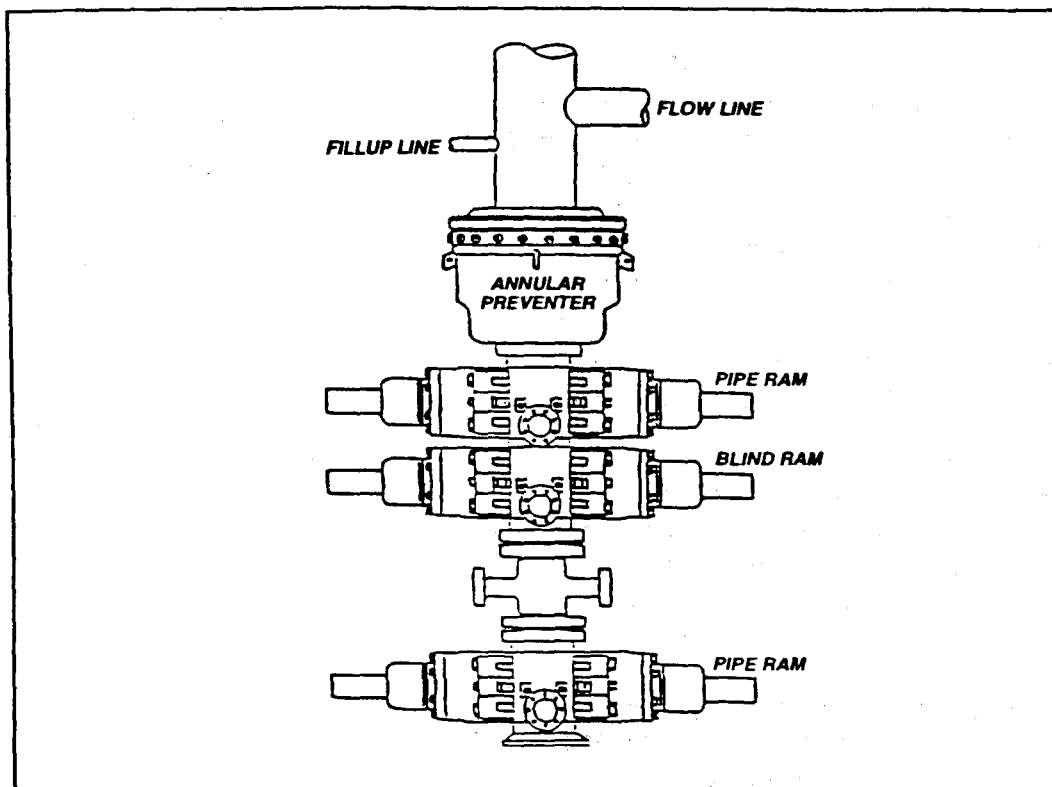 FLOW LINE
FILLUP LINE
ANNULAR
PREVENTER
PIPE RAM
BLIND RAM
PIPE RAM